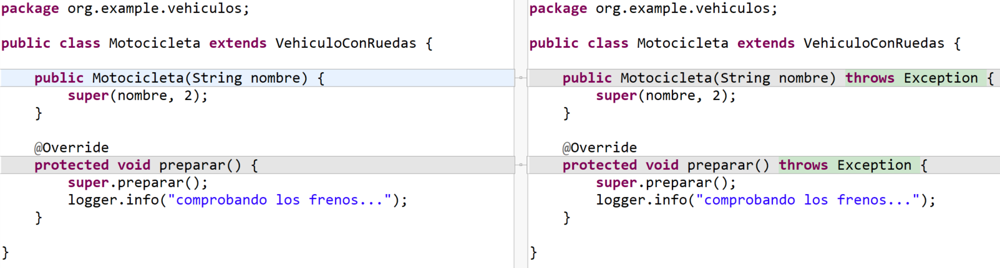 package org.example.vehiculos;
public class Motocicleta extends VehiculoConRuedas {
public Motocicleta(String nombre) {
super(nombre, 2);
}
@Override
protected void preparar() {
super.preparar();
logger.info("comprobando los frenos...");
}
}
package org.example.vehiculos;
public class Motocicleta extends VehiculoConRuedas {
public Motocicleta(String nombre) throws Exception {
super(nombre, 2);
}
@Override
protected void preparar() throws Exception {
super.preparar();
logger.info("comprobando los frenos...");
}
}